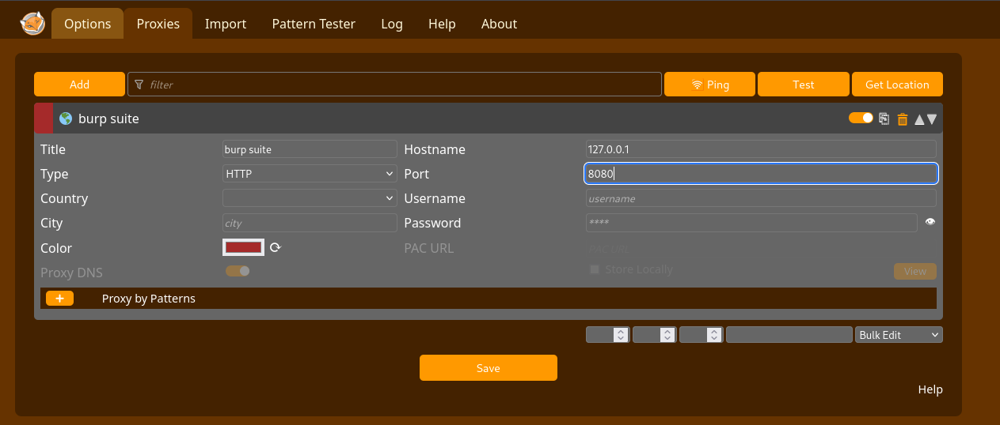 Options Proxies Import Pattern Tester Log Help About
Add filter Ping Test Get Location
burp suite
Title burp suite Hostname 127.0.0.1
Type HTTP Port 8080
Country Username username
City city Password ****
Color PAC URL PAC URL
Proxy DNS Store Locally View
+ Proxy by Patterns
Bulk Edit
Save
Help